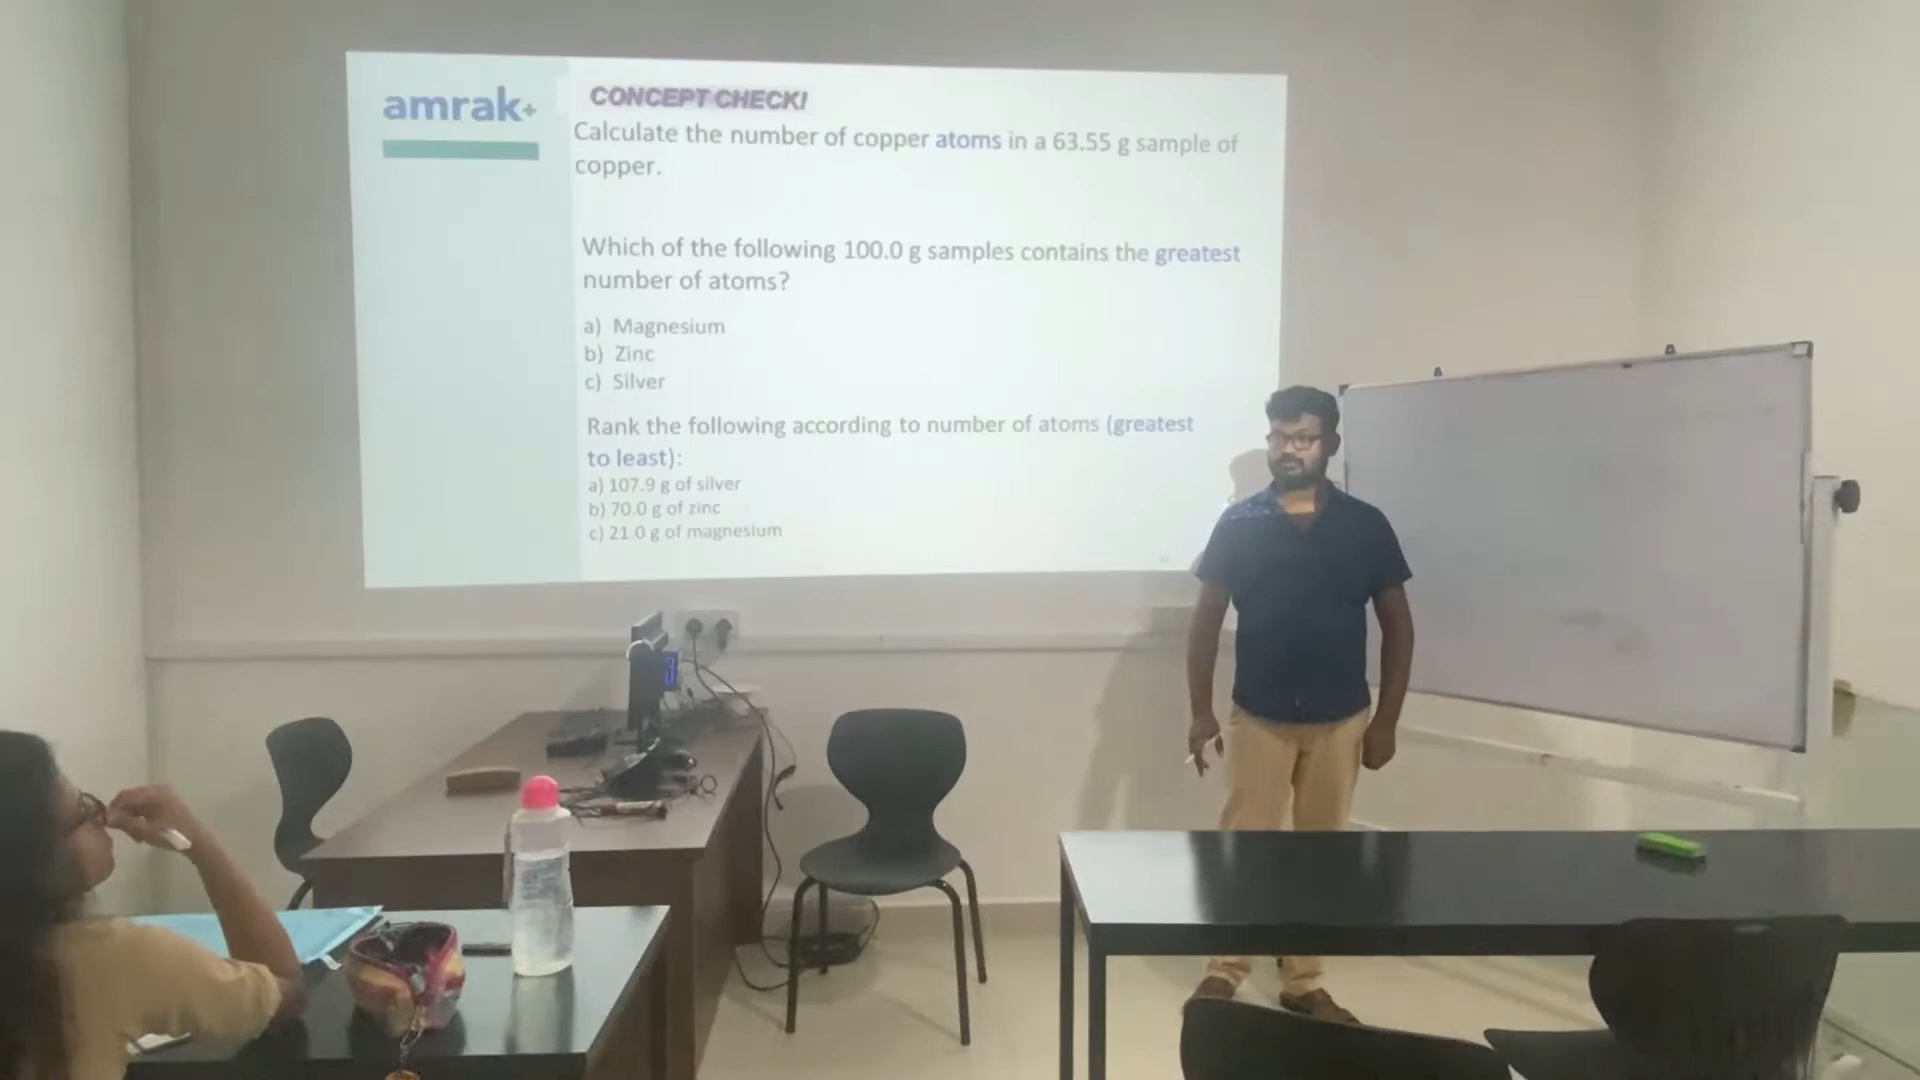 amrak+
CONCEPT CHECK!
Calculate the number of copper atoms in a 63.55 g sample of
copper.
Which of the following 100.0 g samples contains the greatest
number of atoms?
a) Magnesium
b) Zinc
c) Silver
Rank the following according to number of atoms (greatest
to least):
a) 107.9 g of silver
b) 70.0 g of zinc
c) 21.0 g of magnesium